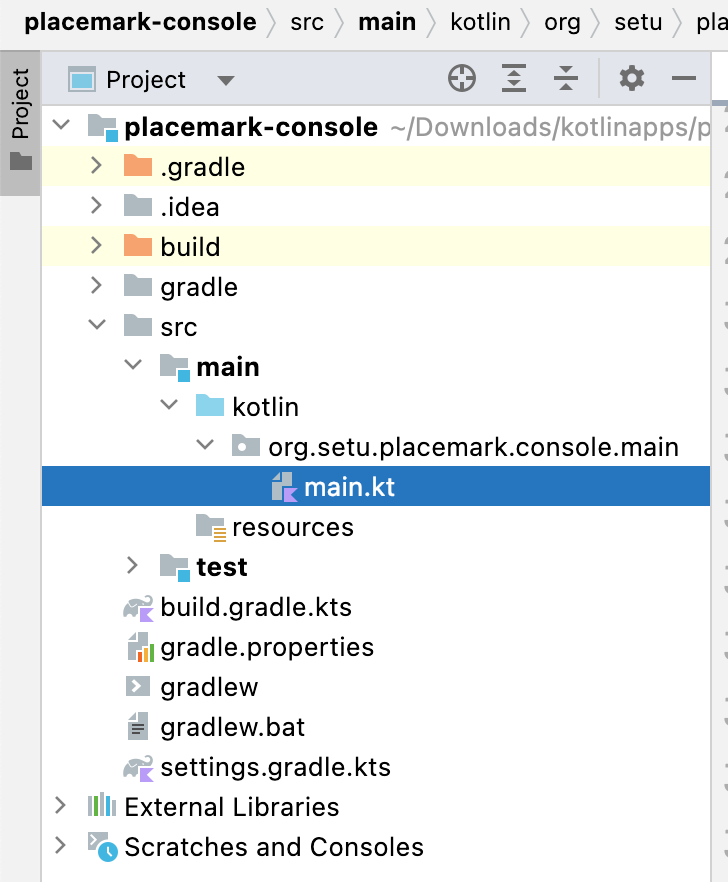 placemark-console src main kotlin org setu
Project
Project
placemark-console ~/Downloads/kotlinapps/p
.gradle
.idea
build
gradle
src
main
kotlin
org.setu.placemark.console.main
main.kt
resources
test
build.gradle.kts
gradle.properties
gradlew
gradlew.bat
settings.gradle.kts
External Libraries
Scratches and Consoles